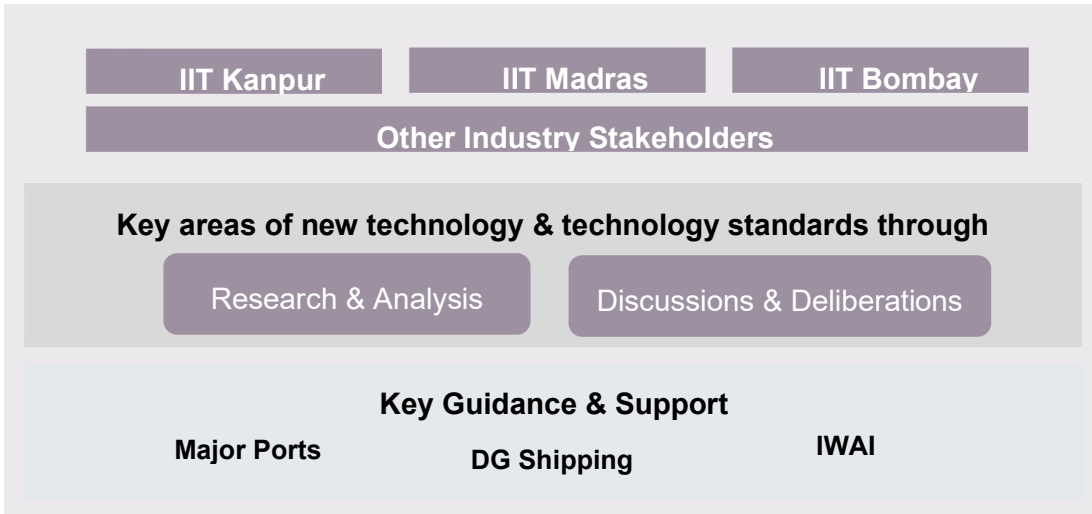 IIT Kanpur IIT Madras IIT Bombay
Other Industry Stakeholders
Key areas of new technology & technology standards through
Research & Analysis Discussions & Deliberations
Key Guidance & Support
Major Ports DG Shipping IWAI